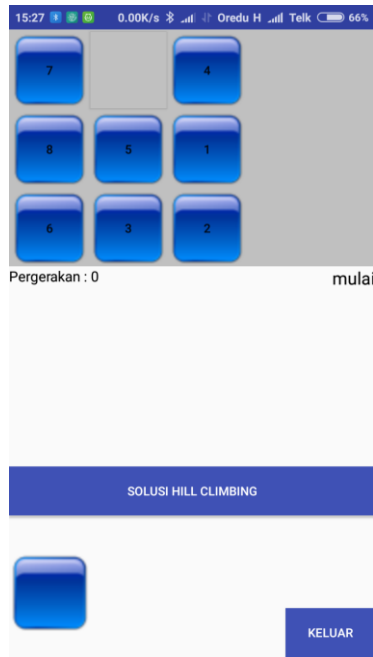 15:27 0.00K/s Oredu H Telk 66%
7 4
8 5 1
6 3 2
Pergerakan : 0 mulai
SOLUSI HILL CLIMBING
KELUAR